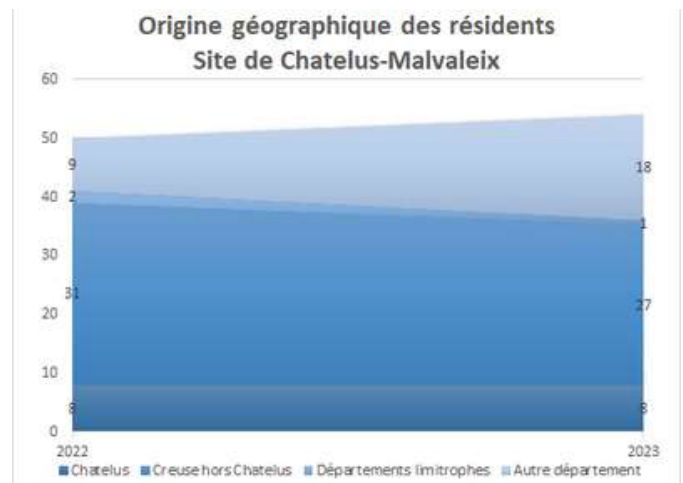 Origine géographique des résidents
Site de Chatelus-Malvaleix
60
50
40
30
20
10
0
9
2
31
8
18
1
27
8
2022
2023
Chatelus
Creuse hors Chatelus
Départements limitrophes
Autre département